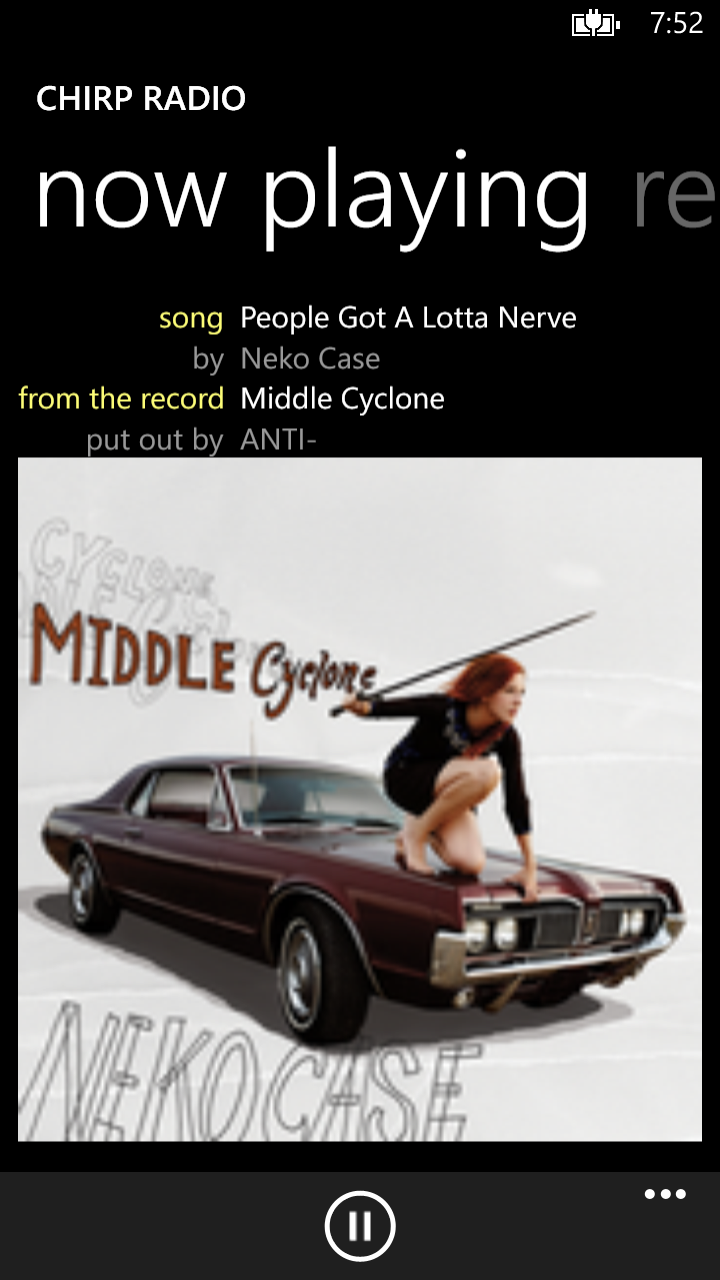 7:52
CHIRP RADIO
now playing re
song People Got A Lotta Nerve
by Neko Case
from the record Middle Cyclone
put out by ANTI-
CYCLONE
MIDDLE Cyclone
NEKO CASE